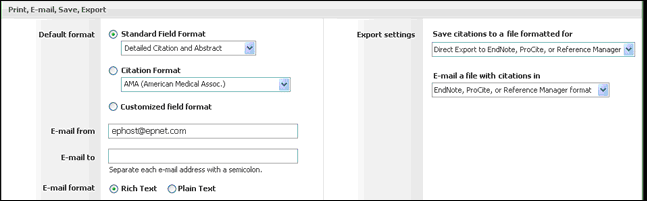 Print, E-mail, Save, Export
Default format
Standard Field Format
Detailed Citation and Abstract
Citation Format
AMA (American Medical Assoc.)
Customized field format
E-mail from
ephost@epnet.com
E-mail to
Separate each e-mail address with a semicolon.
E-mail format
Rich Text
Plain Text
Export settings
Save citations to a file formatted for
Direct Export to EndNote, ProCite, or Reference Manager
E-mail a file with citations in
EndNote, ProCite, or Reference Manager format